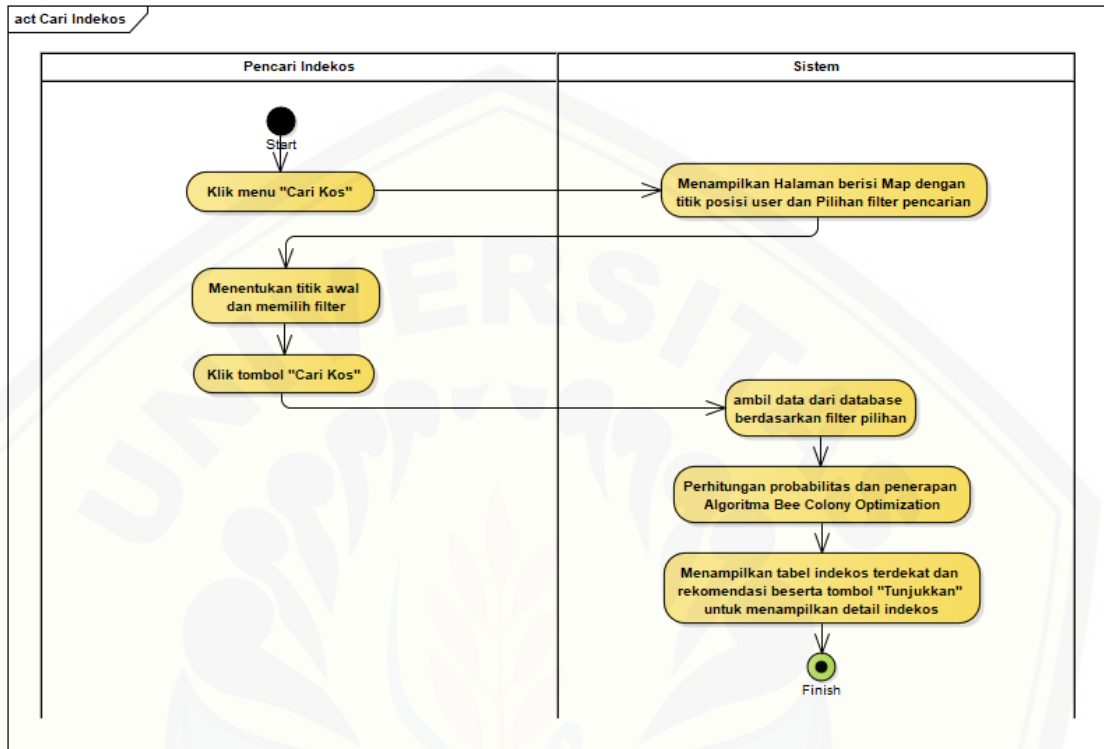 act Cari Indekos
Pencari Indekos
Sistem
Start
Klik menu "Cari Kos"
Menampilkan Halaman berisi Map dengan
titik posisi user dan Pilihan filter pencarian
Menentukan titik awal
dan memilih filter
Klik tombol "Cari Kos"
ambil data dari database
berdasarkan filter pilihan
Perhitungan probabilitas dan penerapan
Algoritma Bee Colony Optimization
Menampilkan tabel indekos terdekat dan
rekomendasi beserta tombol "Tunjukkan"
untuk menampilkan detail indekos
Finish
UNIVERSITAS